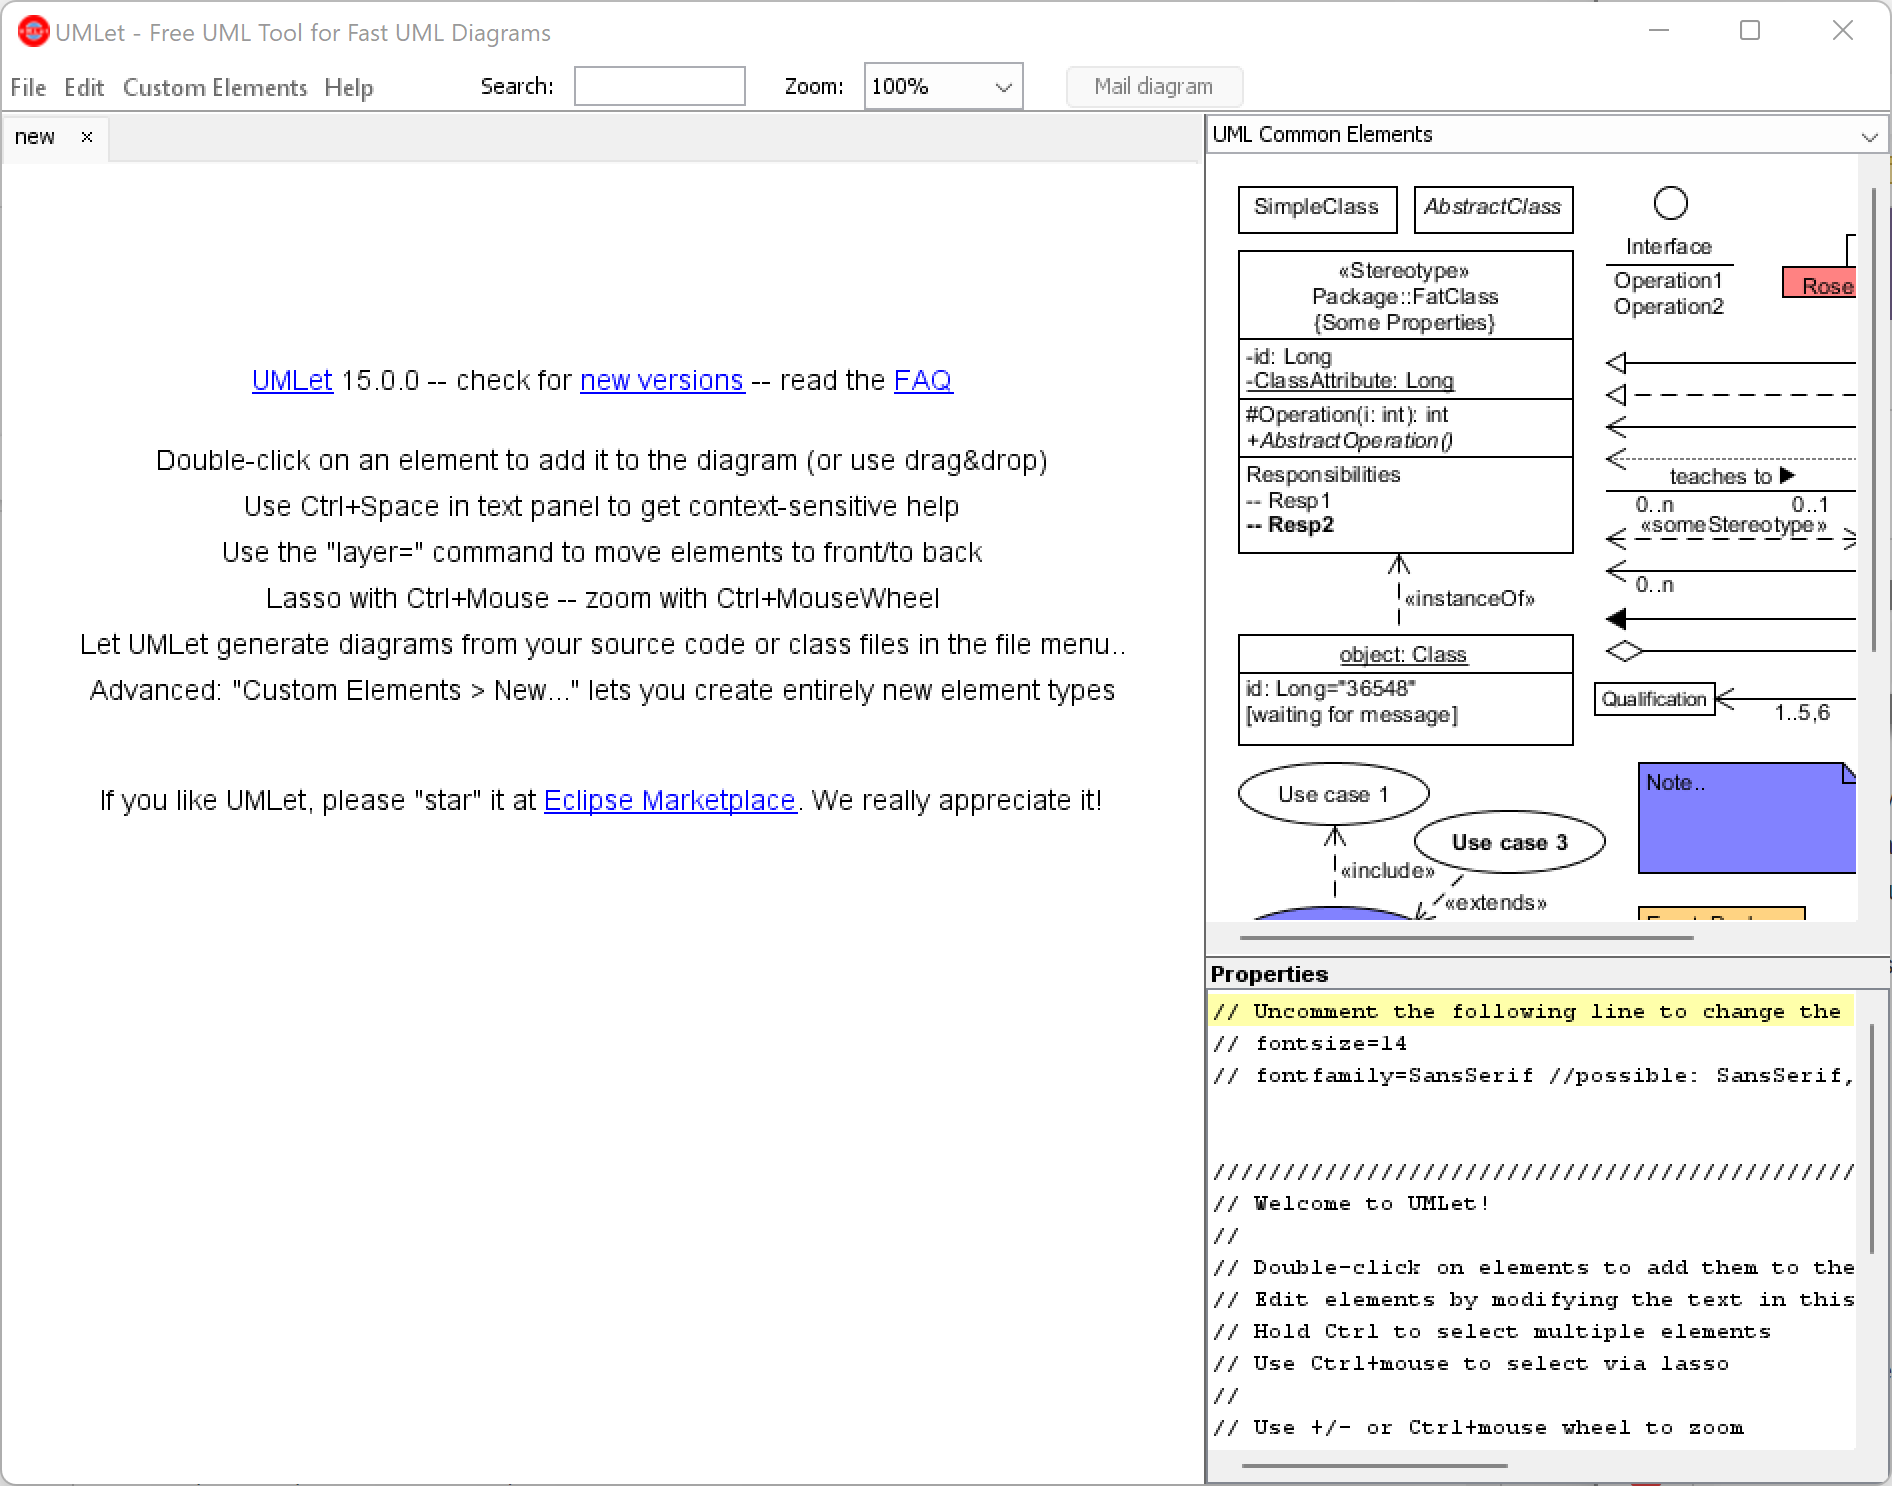 UMLet - Free UML Tool for Fast UML Diagrams
File Edit Custom Elements Help Search: Zoom: 100% Mail diagram
new
UMLet 15.0.0 -- check for new versions -- read the FAQ
Double-click on an element to add it to the diagram (or use drag&drop)
Use Ctrl+Space in text panel to get context-sensitive help
Use the "layer=" command to move elements to front/to back
Lasso with Ctrl+Mouse -- zoom with Ctrl+MouseWheel
Let UMLet generate diagrams from your source code or class files in the file menu..
Advanced: "Custom Elements > New..." lets you create entirely new element types
If you like UMLet, please "star" it at Eclipse Marketplace. We really appreciate it!
UML Common Elements
SimpleClass
AbstractClass
«Stereotype»
Package::FatClass
{Some Properties}
-id: Long
-ClassAttribute: Long
#Operation(i: int): int
+AbstractOperation()
Responsibilities
-- Resp1
-- Resp2
«instanceOf»
object: Class
id: Long="36548"
[waiting for message]
Use case 1
Use case 3
«include»
«extends»
Interface
Operation1
Operation2
Rose
teaches to ▶
0..n 0..1
«someStereotype»
0..n
Qualification
1..5,6
Note..
Properties
// Uncomment the following line to change the
// fontsize=14
// fontfamily=SansSerif //possible: SansSerif,
//////////////////////////////////////////////
// Welcome to UMLet!
//
// Double-click on elements to add them to the
// Edit elements by modifying the text in this
// Hold Ctrl to select multiple elements
// Use Ctrl+mouse to select via lasso
//
// Use +/- or Ctrl+mouse wheel to zoom